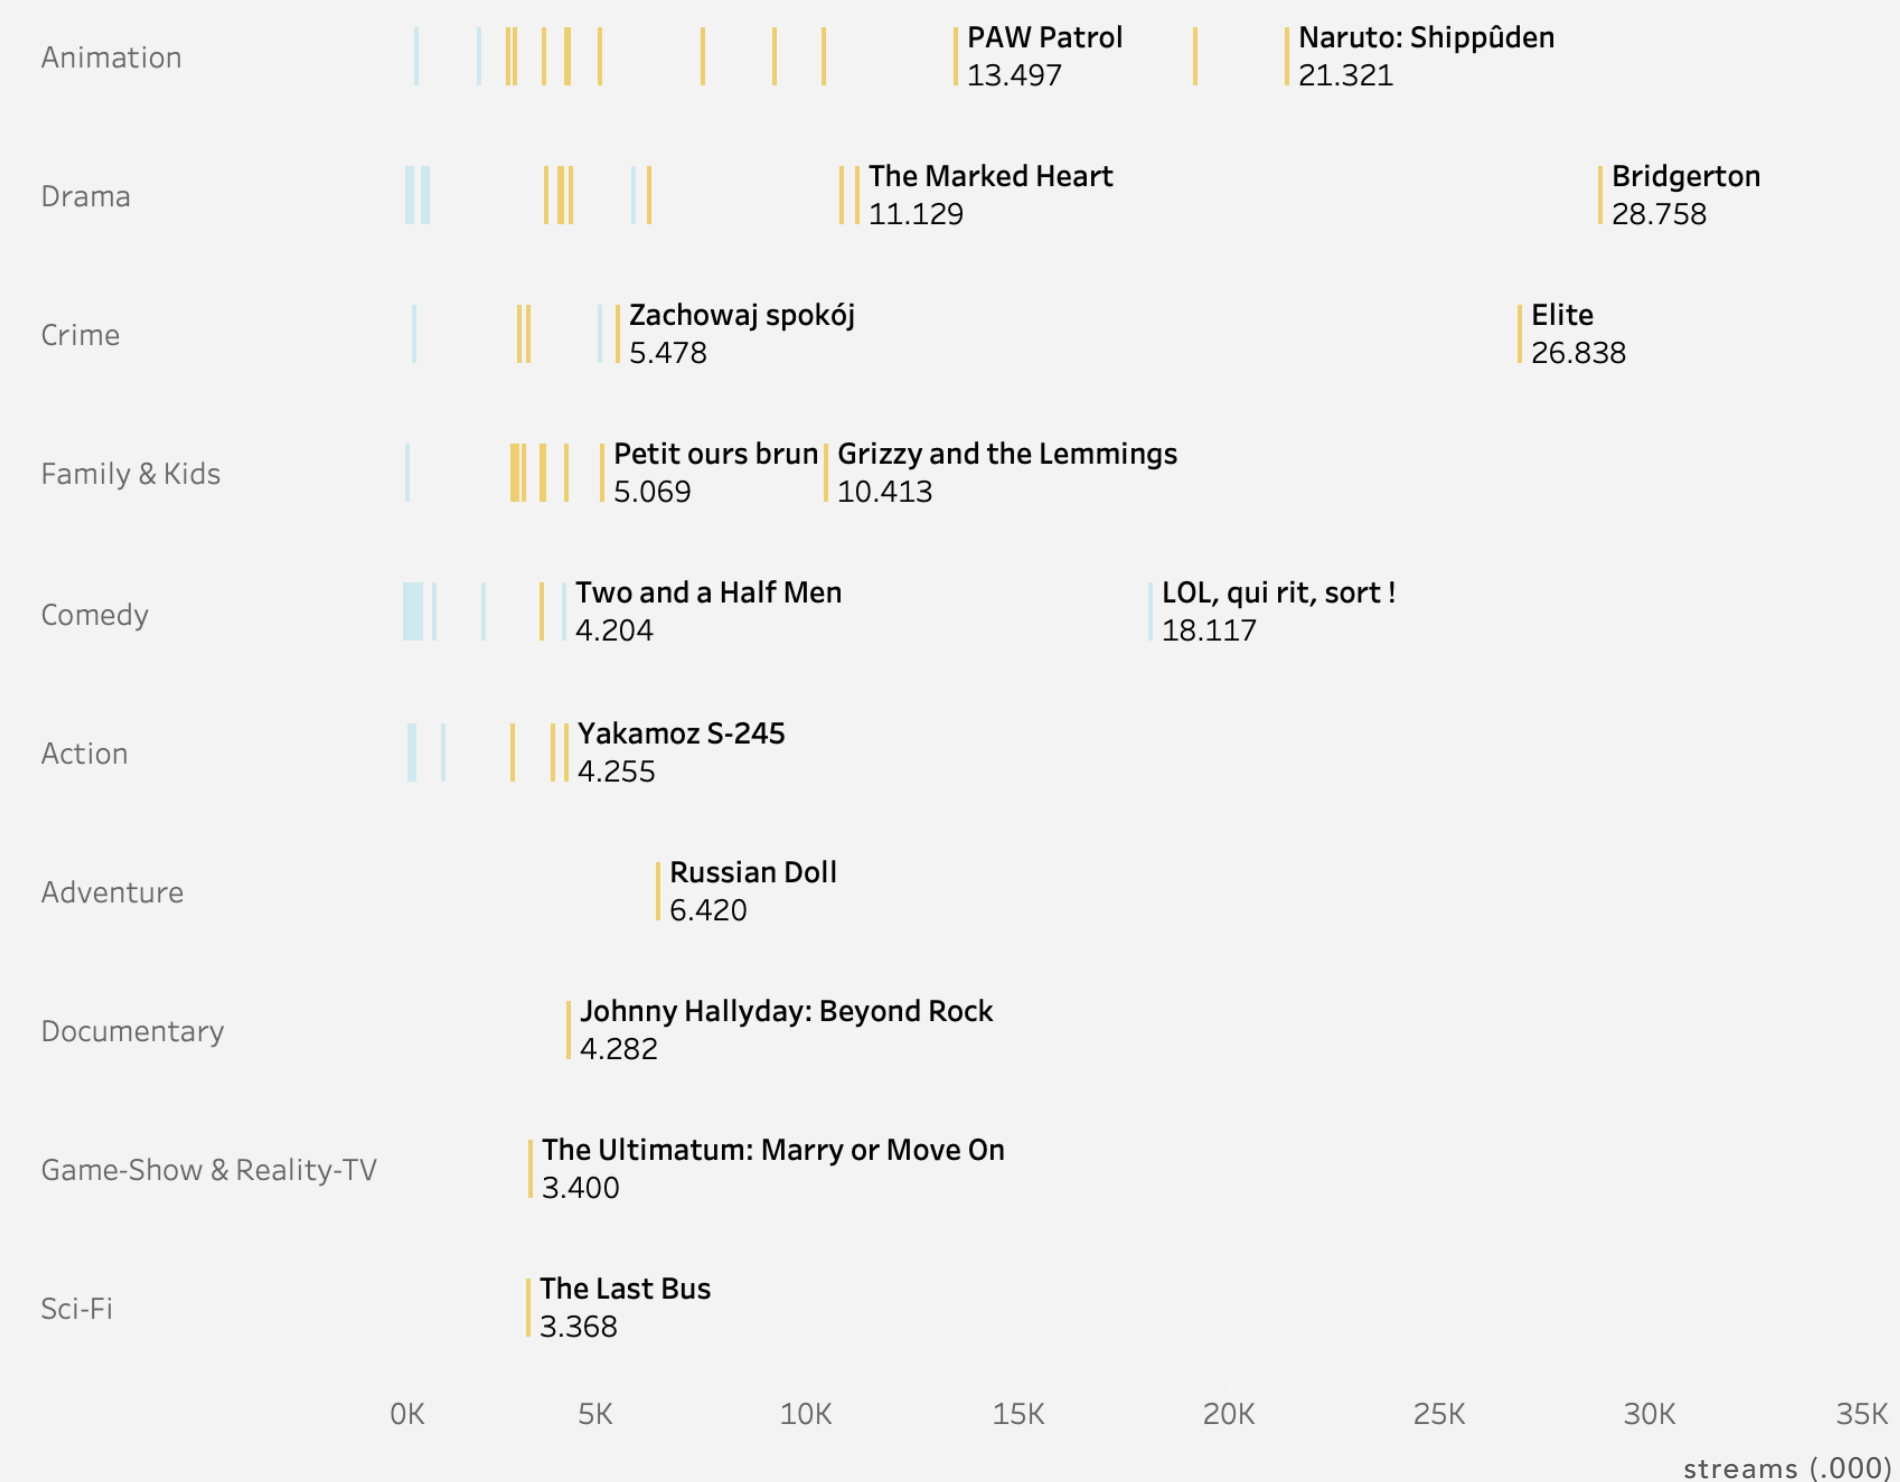 Animation
PAW Patrol
13.497
Naruto: Shippûden
21.321
Drama
The Marked Heart
11.129
Bridgerton
28.758
Crime
Zachowaj spokój
5.478
Elite
26.838
Family & Kids
Petit ours brun
5.069
Grizzy and the Lemmings
10.413
Comedy
Two and a Half Men
4.204
LOL, qui rit, sort !
18.117
Action
Yakamoz S-245
4.255
Adventure
Russian Doll
6.420
Documentary
Johnny Hallyday: Beyond Rock
4.282
Game-Show & Reality-TV
The Ultimatum: Marry or Move On
3.400
Sci-Fi
The Last Bus
3.368
0K 5K 10K 15K 20K 25K 30K 35K
streams (.000)